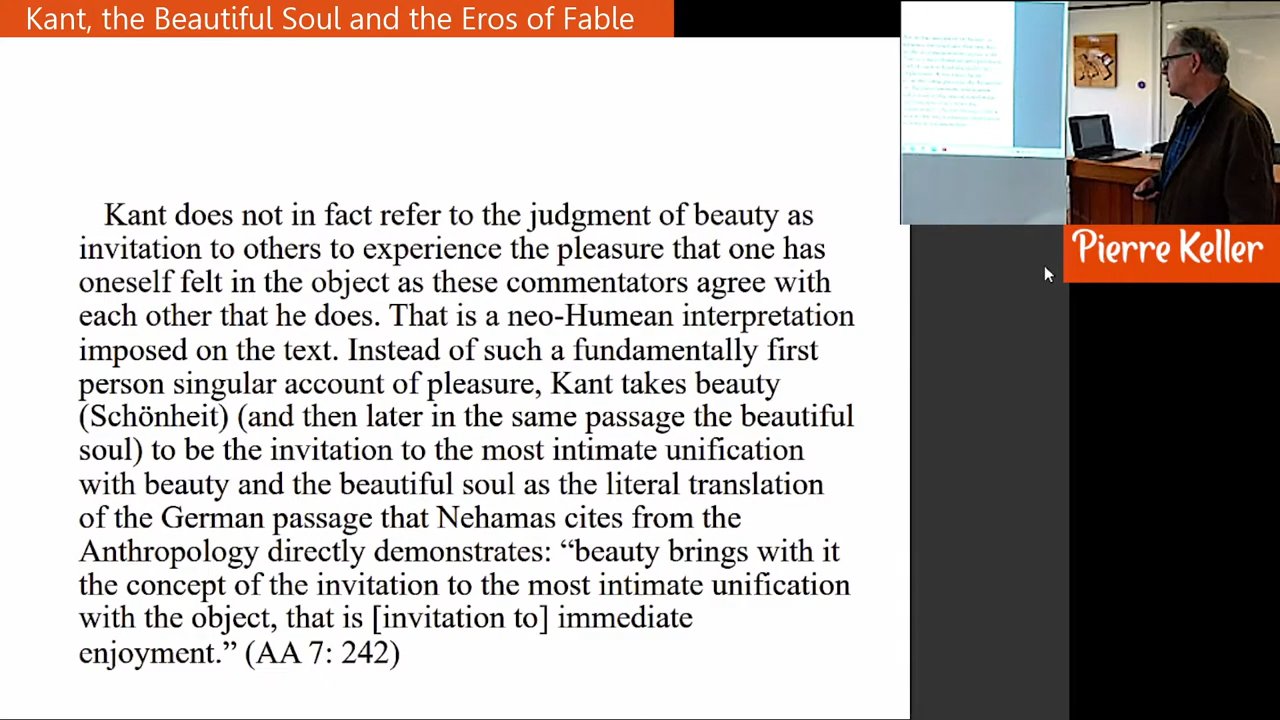 Kant, the Beautiful Soul and the Eros of Fable
Kant does not in fact refer to the judgment of beauty as
invitation to others to experience the pleasure that one has
oneself felt in the object as these commentators agree with
each other that he does. That is a neo-Humean interpretation
imposed on the text. Instead of such a fundamentally first
person singular account of pleasure, Kant takes beauty
(Schönheit) (and then later in the same passage the beautiful
soul) to be the invitation to the most intimate unification
with beauty and the beautiful soul as the literal translation
of the German passage that Nehamas cites from the
Anthropology directly demonstrates: “beauty brings with it
the concept of the invitation to the most intimate unification
with the object, that is [invitation to] immediate
enjoyment.” (AA 7: 242)
Pierre Keller